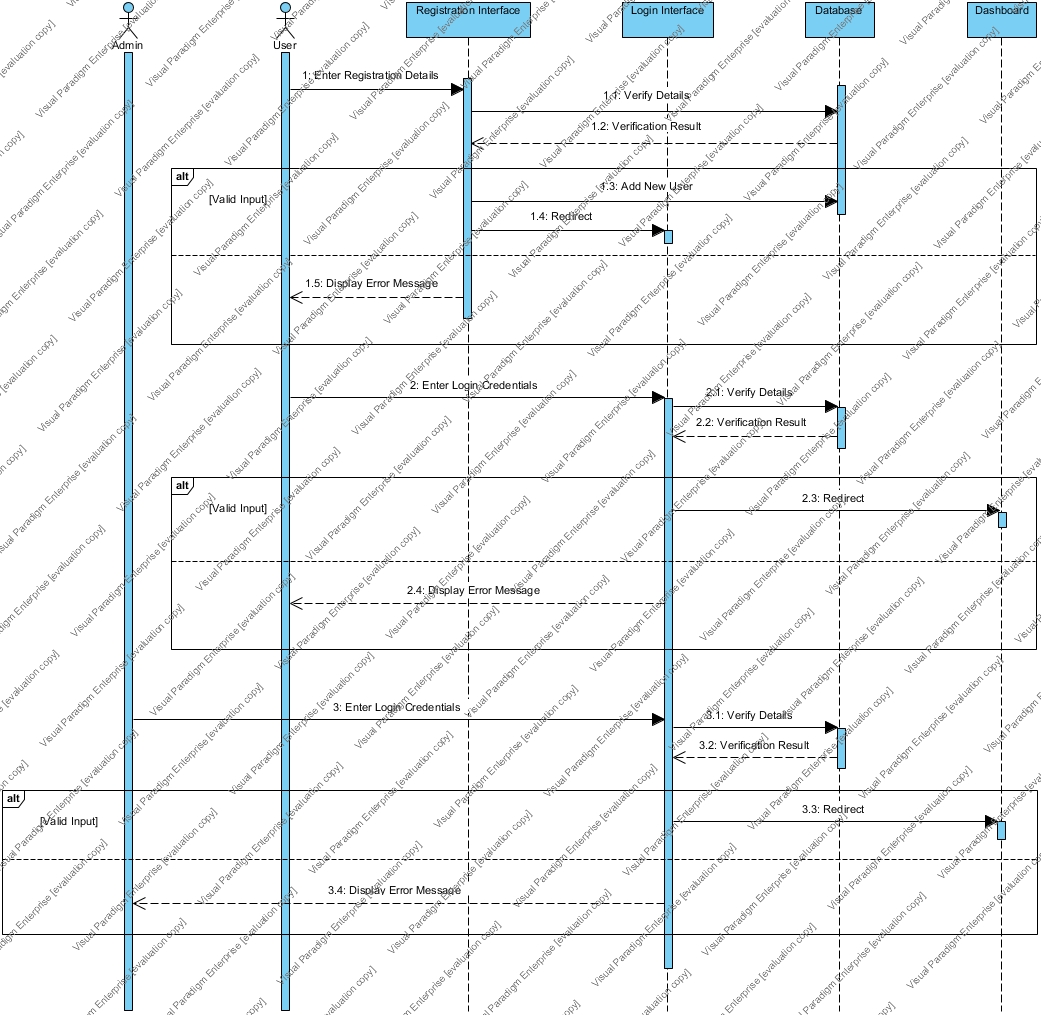 Registration Interface
Login Interface
Database
Dashboard
Admin
User
1: Enter Registration Details
1.1: Verify Details
1.2: Verification Result
alt
[Valid Input]
1.3: Add New User
1.4: Redirect
1.5: Display Error Message
2: Enter Login Credentials
2.1: Verify Details
2.2: Verification Result
alt
[Valid Input]
2.3: Redirect
2.4: Display Error Message
3: Enter Login Credentials
3.1: Verify Details
3.2: Verification Result
alt
[Valid Input]
3.3: Redirect
3.4: Display Error Message
Visual Paradigm Enterprise [evaluation copy]